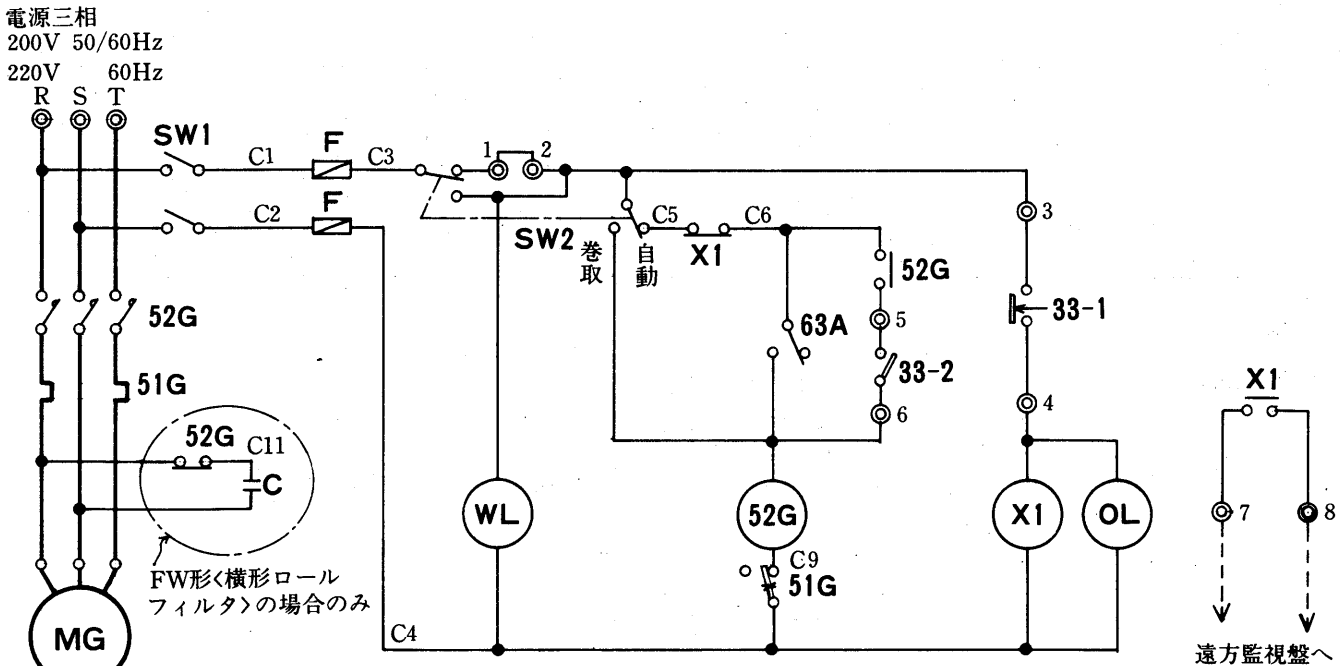 電源三相
200V 50/60Hz
220V 60Hz
R S T
SW1
C1
F
C3
1
2
C2
F
SW2
巻取
自動
C5
X1
C6
52G
3
52G
63A
5
33-1
33-2
51G
6
4
X1
52G
C11
C
WL
52G
X1
OL
7
8
C9
51G
FW形<横形ロール
フィルタ>の場合のみ
MG
C4
遠方監視盤へ